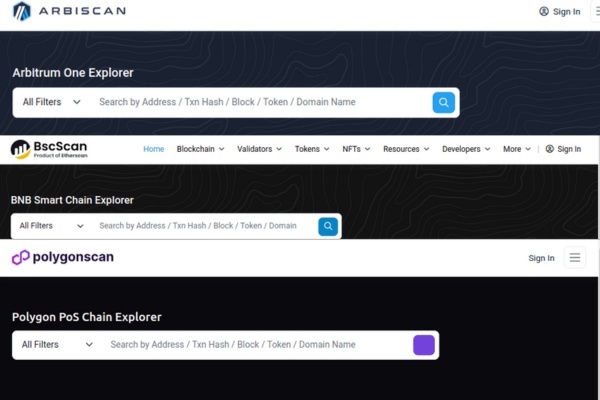 ARBISCAN
Sign In
Arbitrum One Explorer
All Filters Search by Address / Txn Hash / Block / Token / Domain Name
BscScan
Product of Etherscan
Home Blockchain Validators Tokens NFTs Resources Developers More | Sign In
BNB Smart Chain Explorer
All Filters Search by Address / Txn Hash / Block / Token / Domain
polygonscan
Sign In
Polygon PoS Chain Explorer
All Filters Search by Address / Txn Hash / Block / Token / Domain Name